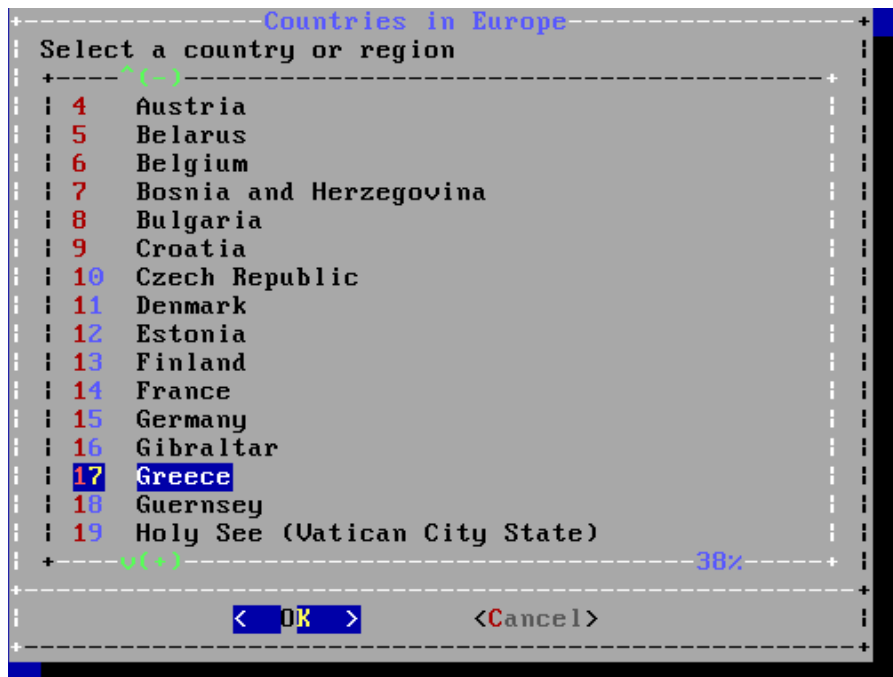 Countries in Europe
Select a country or region
^(-)
4 Austria
5 Belarus
6 Belgium
7 Bosnia and Herzegovina
8 Bulgaria
9 Croatia
10 Czech Republic
11 Denmark
12 Estonia
13 Finland
14 France
15 Germany
16 Gibraltar
17 Greece
18 Guernsey
19 Holy See (Vatican City State)
v(+) 38%
< OK > <Cancel>